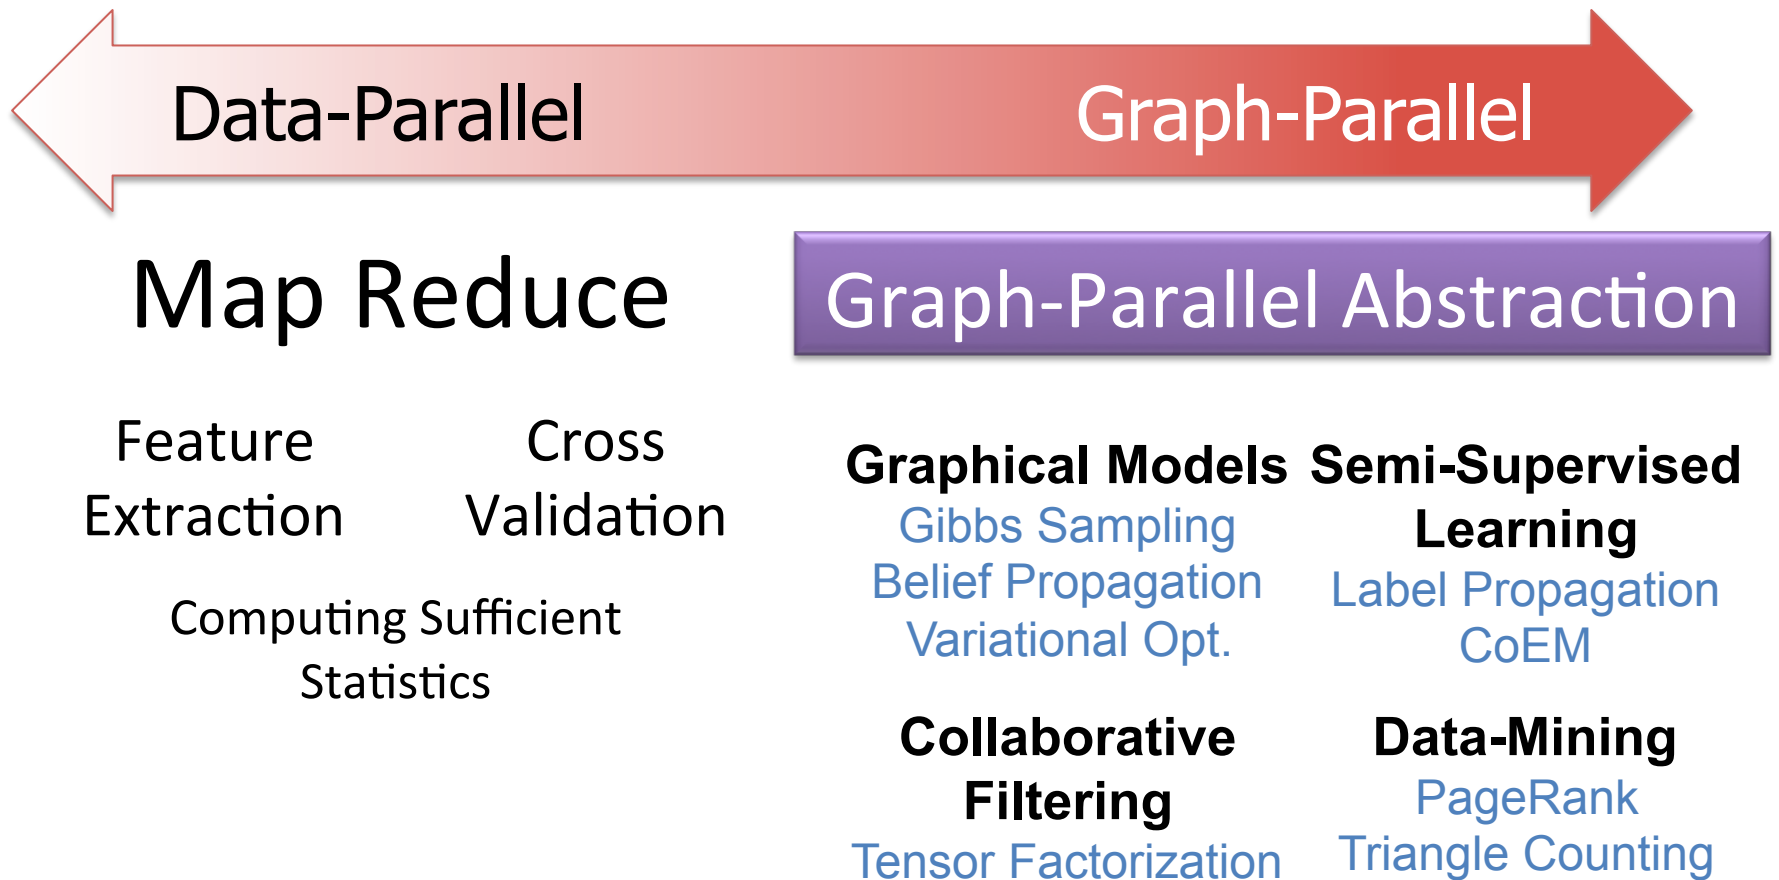 Data-Parallel
Graph-Parallel
Map Reduce
Graph-Parallel Abstraction
Feature
Extraction
Cross
Validation
Computing Sufficient
Statistics
Graphical Models
Gibbs Sampling
Belief Propagation
Variational Opt.
Semi-Supervised
Learning
Label Propagation
CoEM
Collaborative
Filtering
Tensor Factorization
Data-Mining
PageRank
Triangle Counting